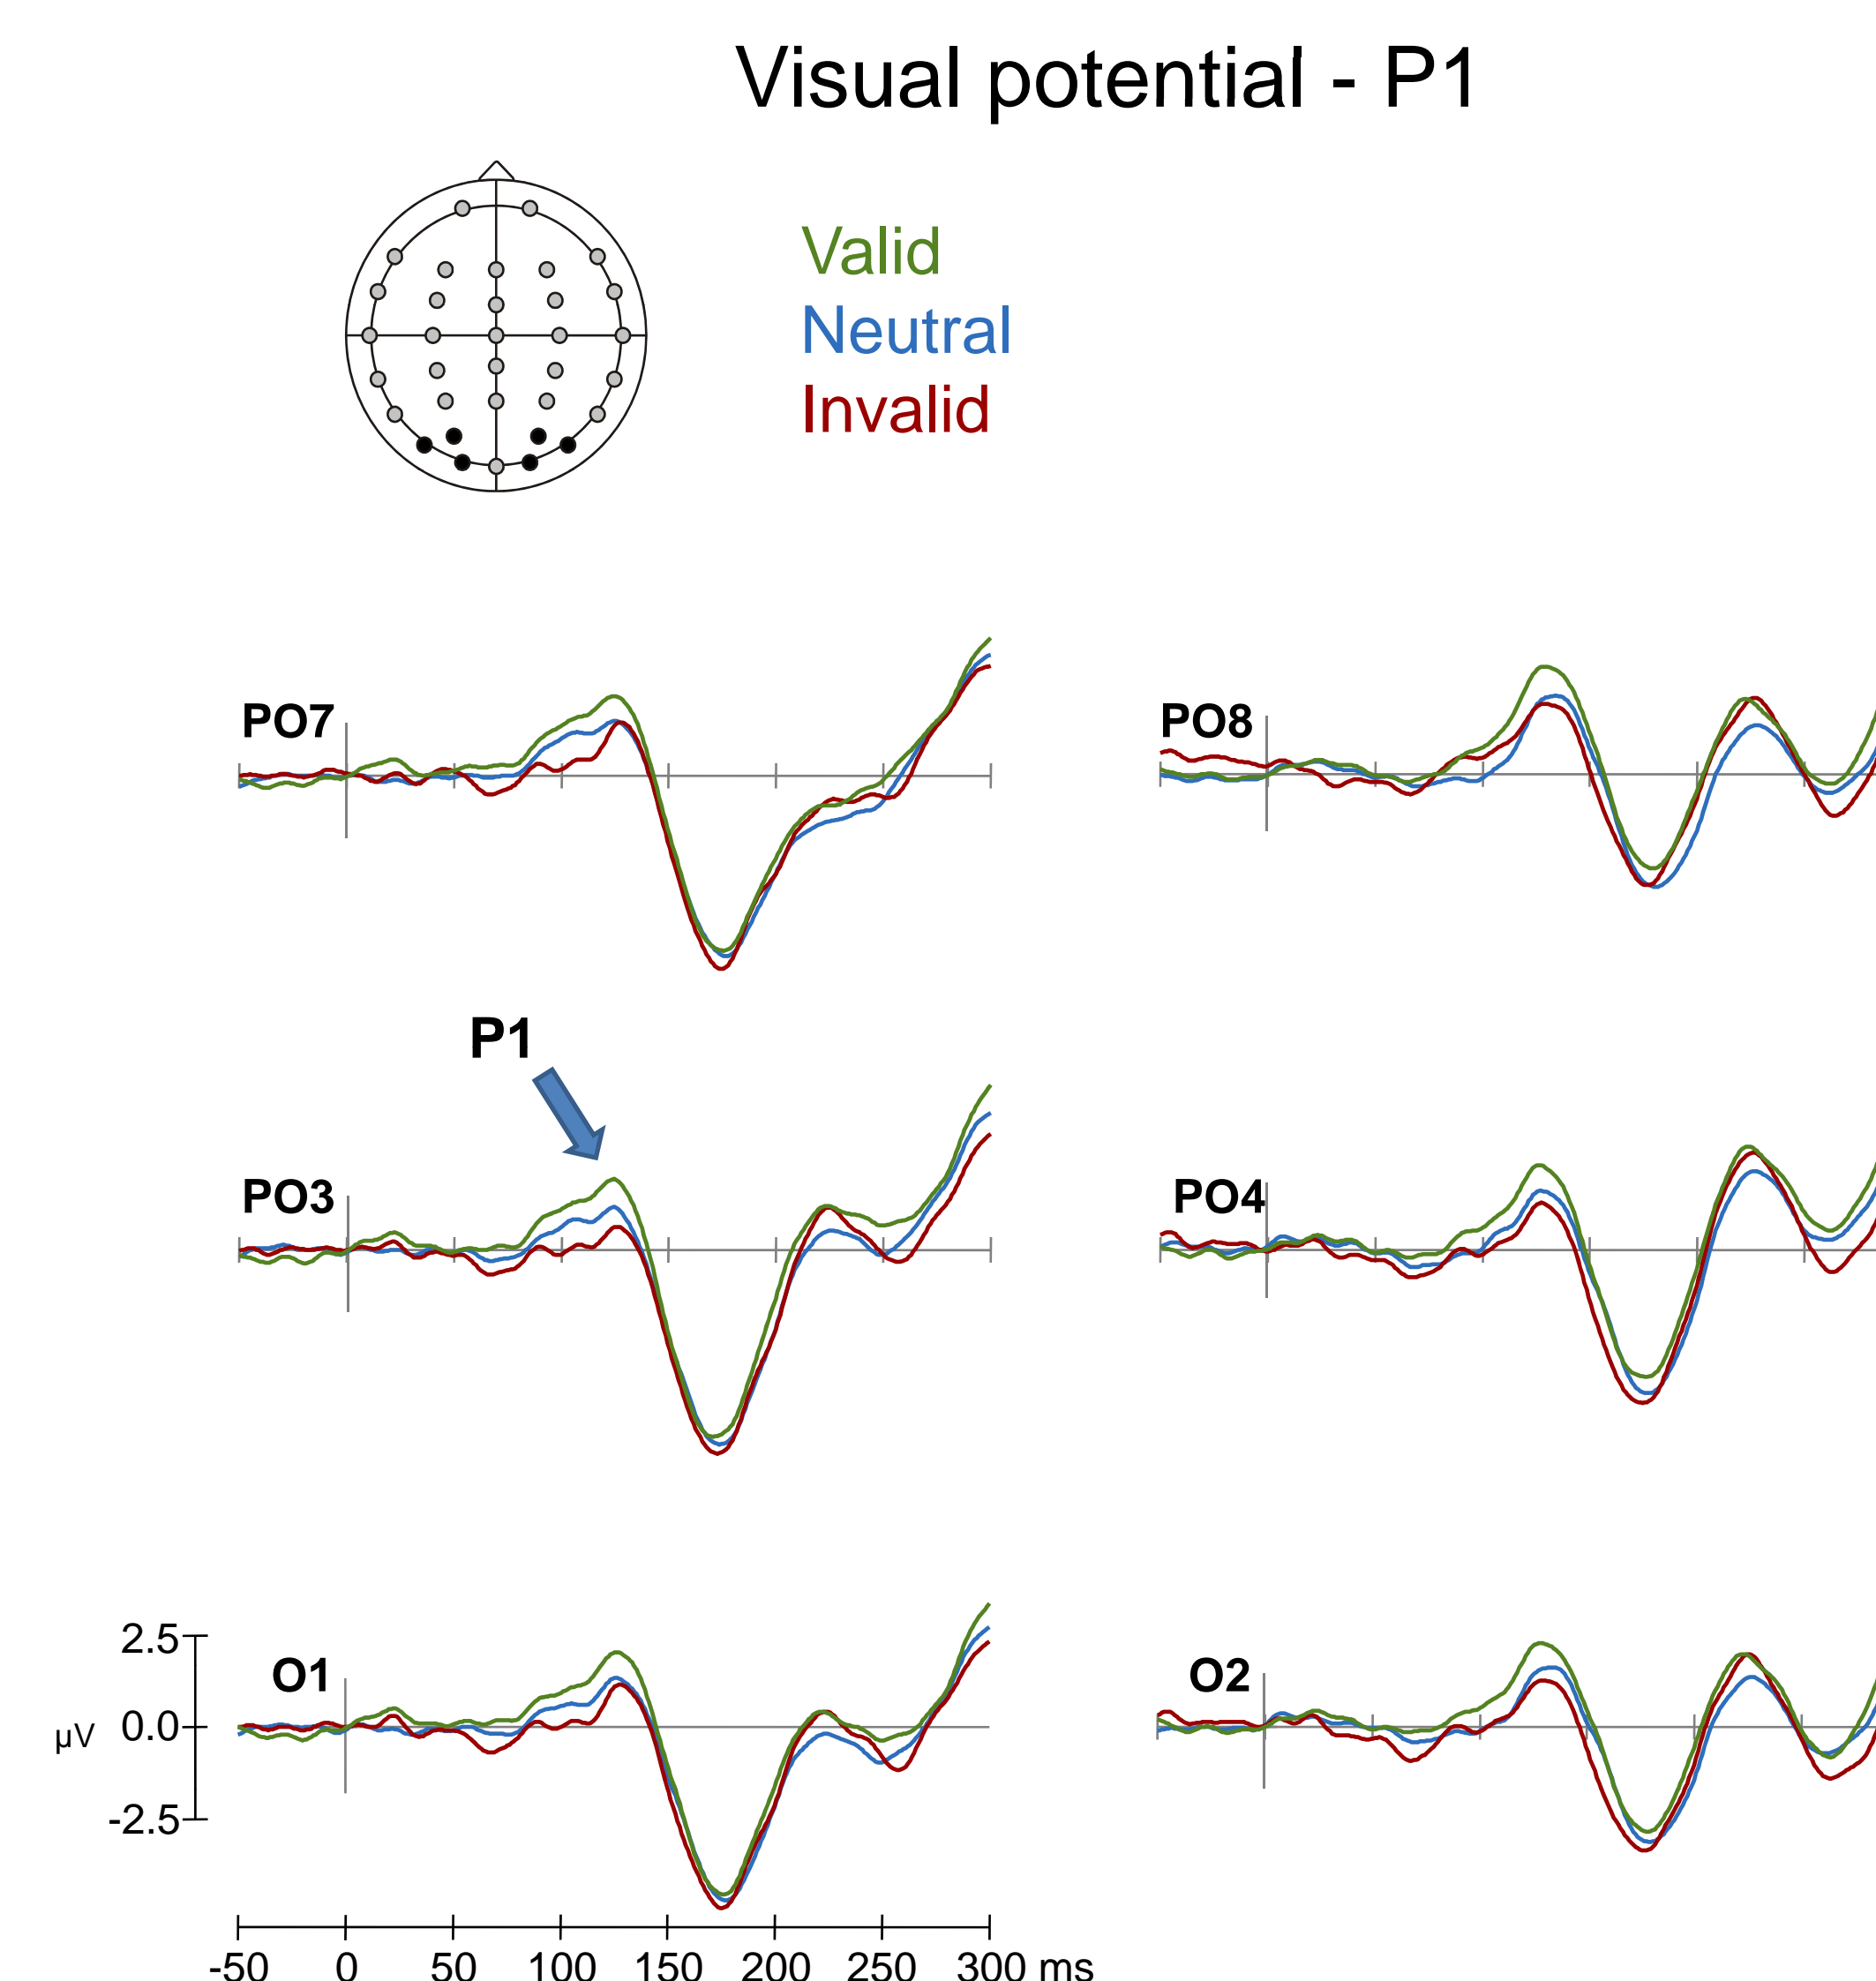 Visual potential - P1
Valid
Neutral
Invalid
PO7
PO8
P1
PO3
PO4
O1
O2
2.5
µV 0.0
-2.5
-50 0 50 100 150 200 250 300 ms